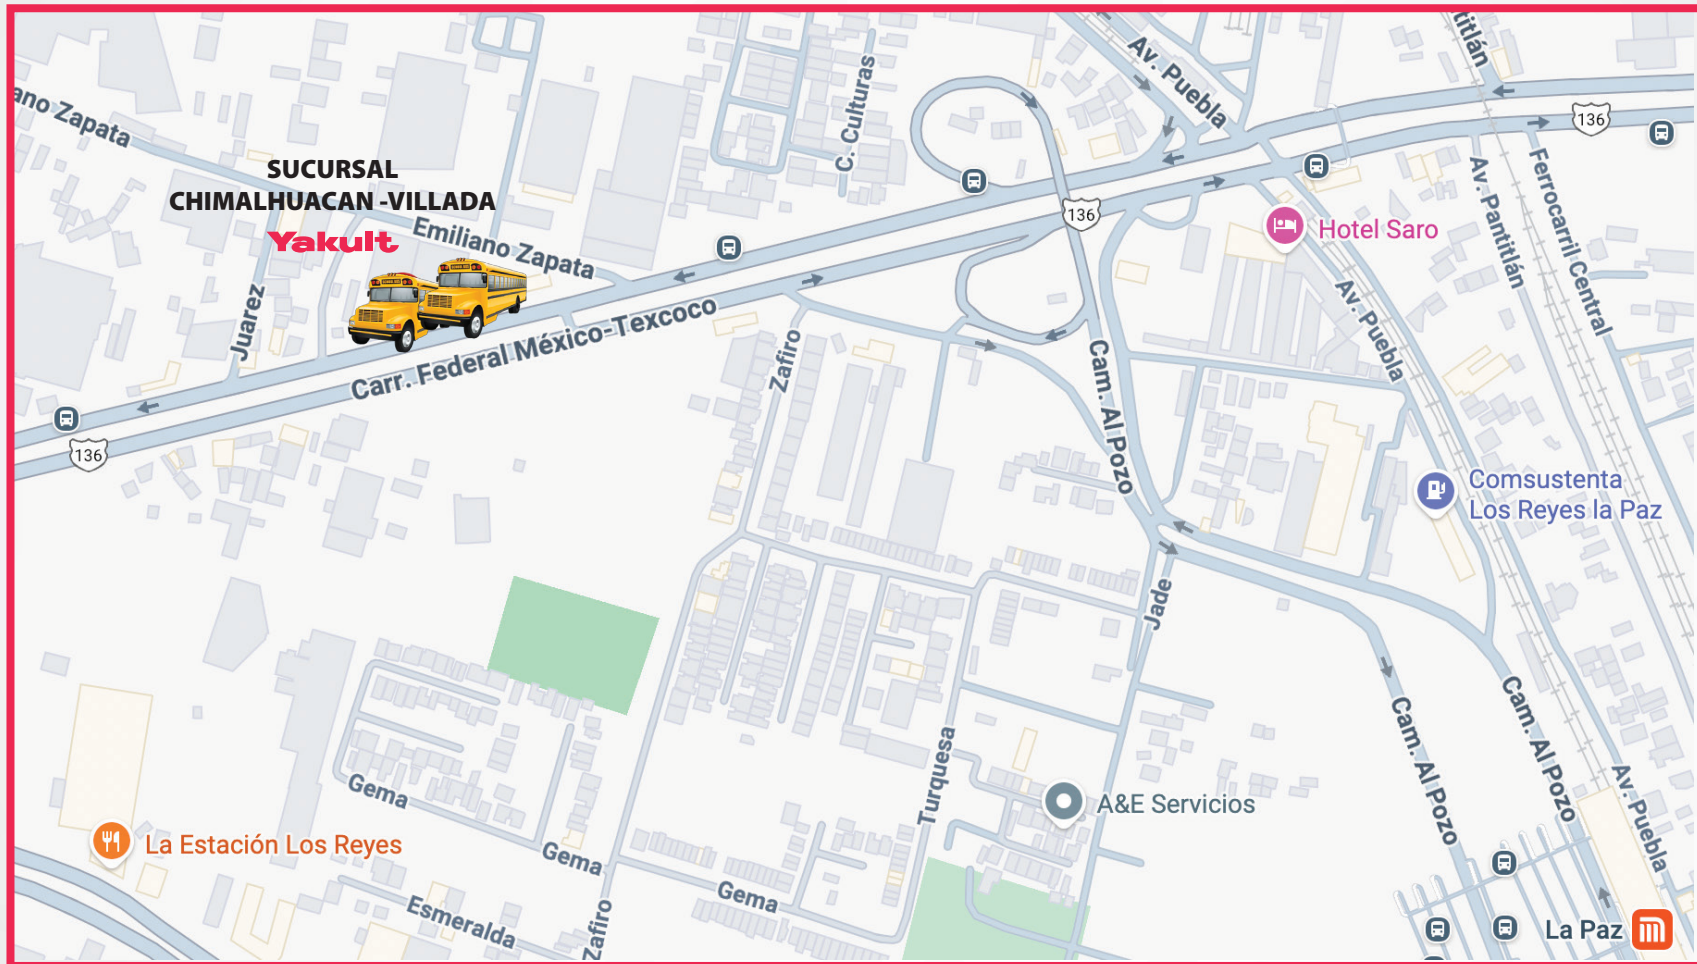 titlán
Av. Puebla
136
ano Zapata
C. Culturas
SUCURSAL
CHIMALHUACAN -VILLADA
Yakult
Emiliano Zapata
136
Hotel Saro
Av. Pantitlán
Ferrocarril Central
Juarez
Carr. Federal México-Texcoco
Zafiro
Av. Puebla
Cam. Al Pozo
136
Comsustenta
Los Reyes la Paz
Jade
Cam. Al Pozo
Cam. Al Pozo
Turquesa
Gema
A&E Servicios
Av. Puebla
La Estación Los Reyes
Gema
Gema
Esmeralda
Zafiro
La Paz